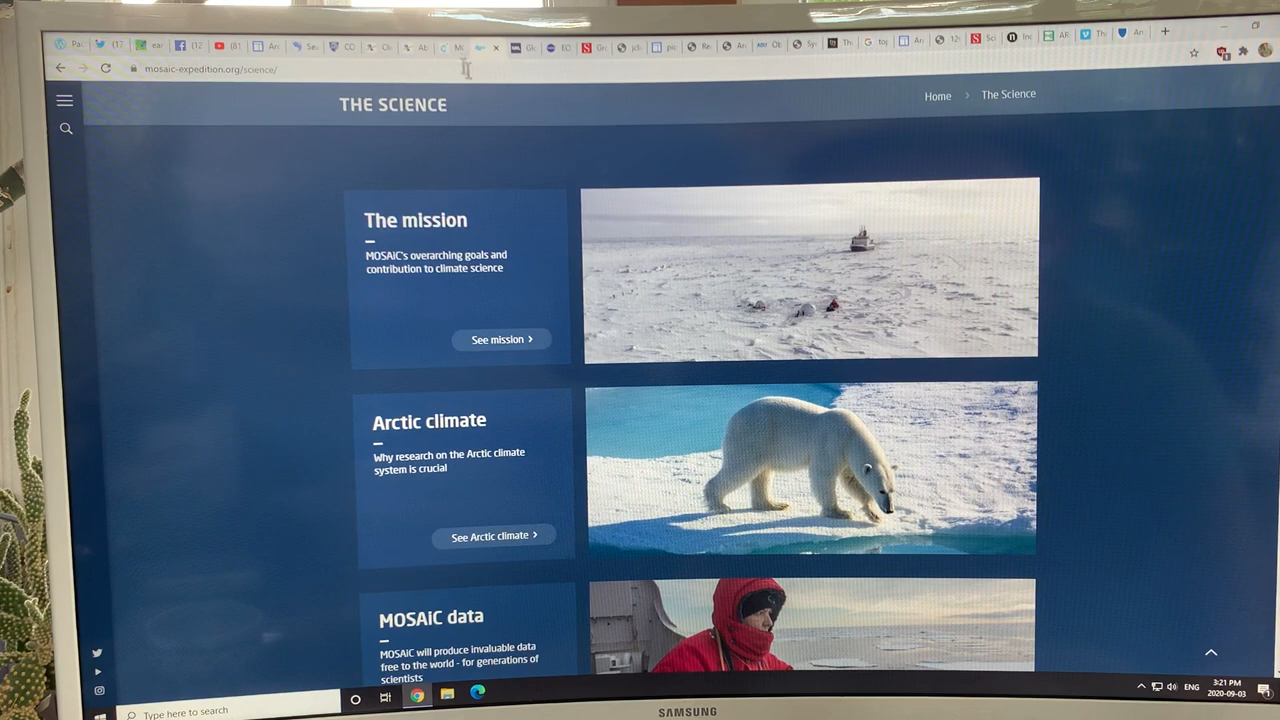 mosaic-expedition.org/science/
THE SCIENCE
Home > The Science
The mission
MOSAiC's overarching goals and
contribution to climate science
See mission >
Arctic climate
Why research on the Arctic climate
system is crucial
See Arctic climate >
MOSAiC data
MOSAiC will produce invaluable data
free to the world - for generations of
scientists
Type here to search
ENG
3:21 PM
2020-09-03
SAMSUNG